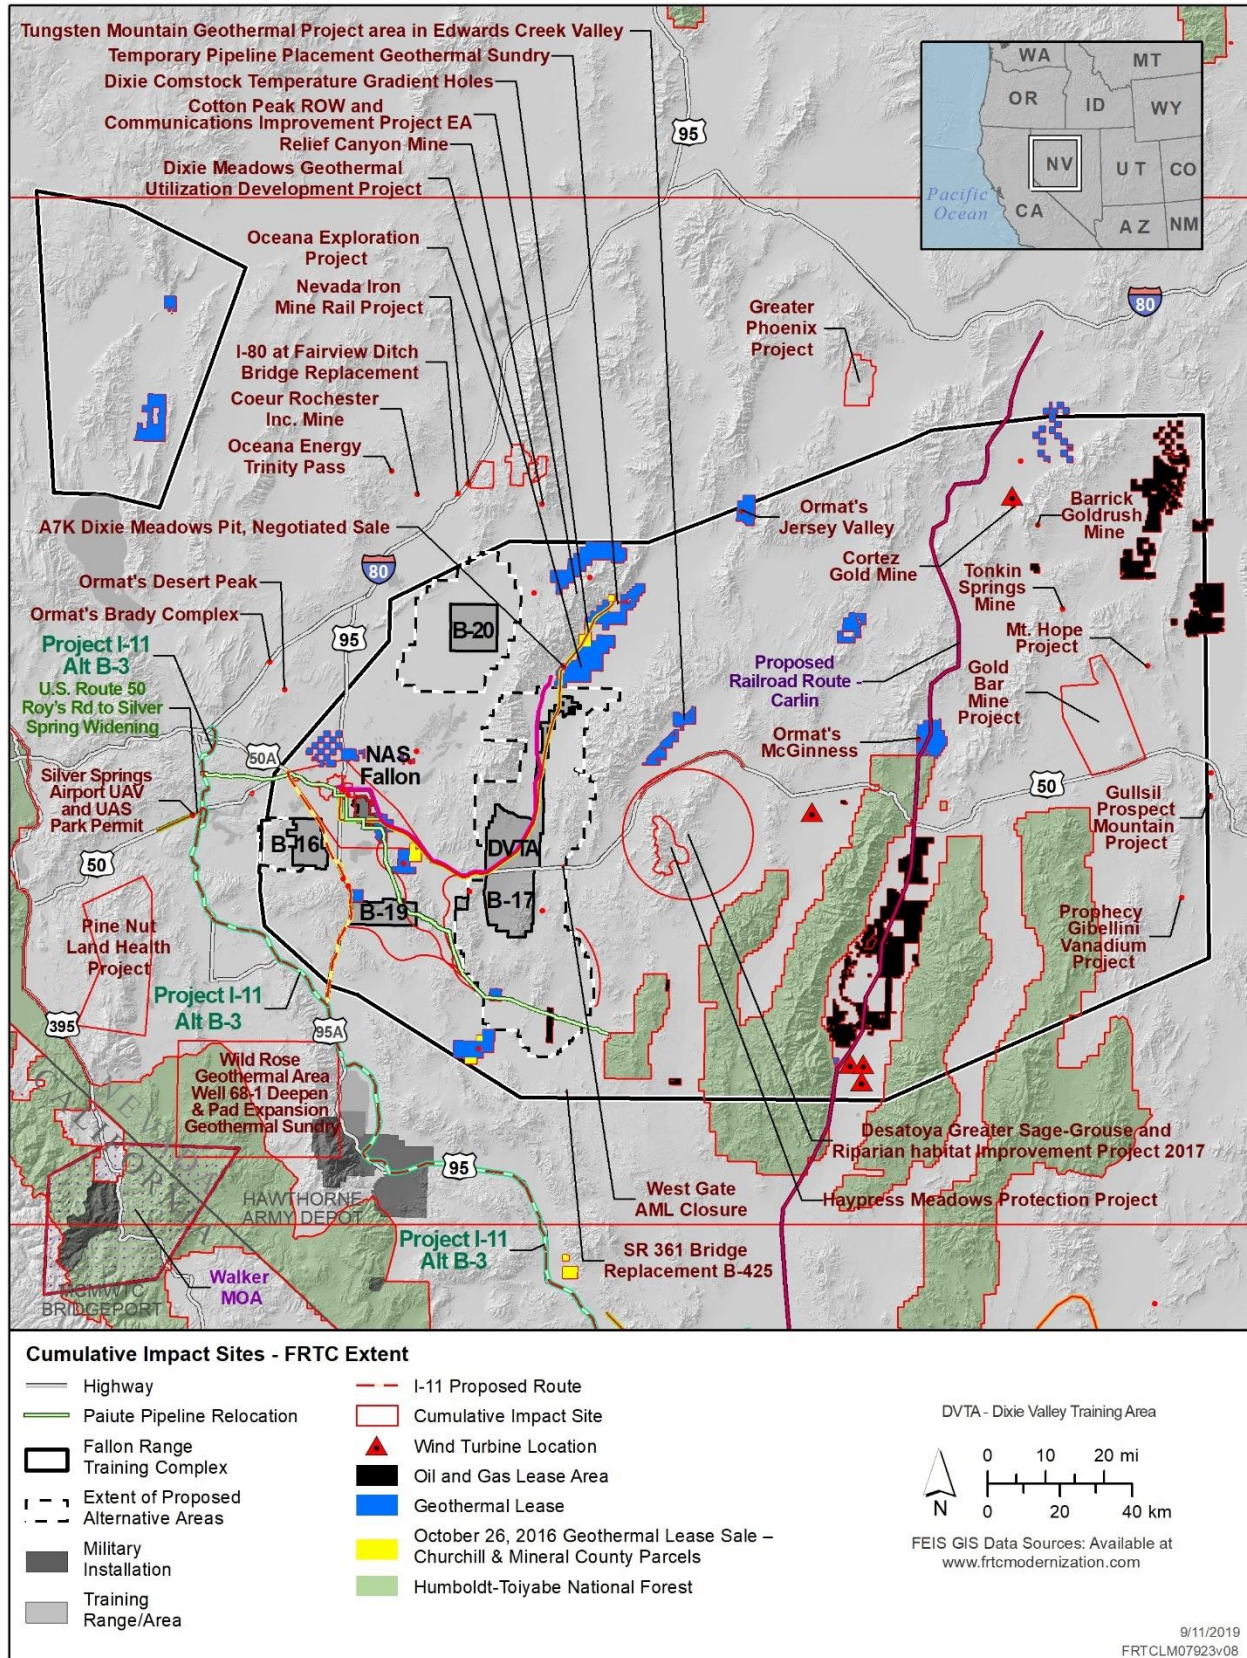 Tungsten Mountain Geothermal Project area in Edwards Creek Valley
Temporary Pipeline Placement Geothermal Sundry
Dixie Comstock Temperature Gradient Holes
Cotton Peak ROW and
Communications Improvement Project EA
Relief Canyon Mine
Dixie Meadows Geothermal
Utilization Development Project
95
WA
MT
OR
ID
WY
NV
UT
CO
CA
AZ
NM
Pacific
Ocean
Oceana Exploration
Project
Nevada Iron
Mine Rail Project
I-80 at Fairview Ditch
Bridge Replacement
Coeur Rochester
Inc. Mine
Oceana Energy
Trinity Pass
Greater
Phoenix
Project
80
A7K Dixie Meadows Pit, Negotiated Sale
Ormat's
Jersey Valley
Barrick
Goldrush
Mine
Cortez
Gold Mine
80
Ormat's Desert Peak
Tonkin
Springs
Mine
Ormat's Brady Complex
95
B-20
Mt. Hope
Project
Project I-11
Alt B-3
U.S. Route 50
Roy's Rd to Silver
Spring Widening
Proposed
Railroad Route -
Carlin
Gold
Bar
Mine
Project
Ormat's
McGinness
50A
NAS
Fallon
Silver Springs
Airport UAV
and UAS
Park Permit
50
Gullsil
Prospect
Mountain
Project
B-16
DVTA
50
B-19
B-17
Pine Nut
Land Health
Project
Prophecy
Gibellini
Vanadium
Project
Project I-11
Alt B-3
395
95A
Wild Rose
Geothermal Area
Well 68-1 Deepen
& Pad Expansion
Geothermal Sundry
NEVADA
CALIFORNIA
Desatoya Greater Sage-Grouse and
Riparian habitat Improvement Project 2017
95
HAWTHORNE
ARMY DEPOT
West Gate
AML Closure
Haypress Meadows Protection Project
Project I-11
Alt B-3
SR 361 Bridge
Replacement B-425
Walker
MOA
MCMWTC
BRIDGEPORT
Cumulative Impact Sites - FRTC Extent
Highway
Paiute Pipeline Relocation
Fallon Range
Training Complex
Extent of Proposed
Alternative Areas
Military
Installation
Training
Range/Area
I-11 Proposed Route
Cumulative Impact Site
Wind Turbine Location
Oil and Gas Lease Area
Geothermal Lease
October 26, 2016 Geothermal Lease Sale –
Churchill & Mineral County Parcels
Humboldt-Toiyabe National Forest
DVTA - Dixie Valley Training Area
N
0 10 20 mi
0 20 40 km
FEIS GIS Data Sources: Available at
www.frtcmodernization.com
9/11/2019
FRTCLM07923v08